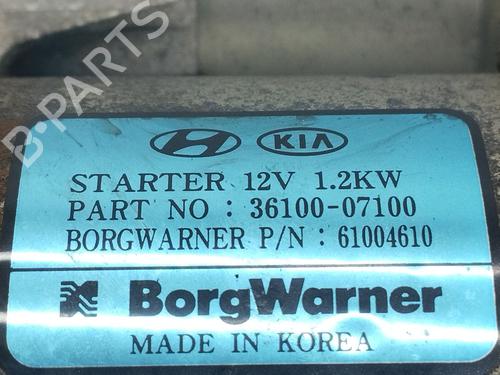 KIA
STARTER 12V 1.2KW
PART NO : 36100-07100
BORGWARNER P/N : 61004610
BorgWarner
MADE IN KOREA
B-PARTS